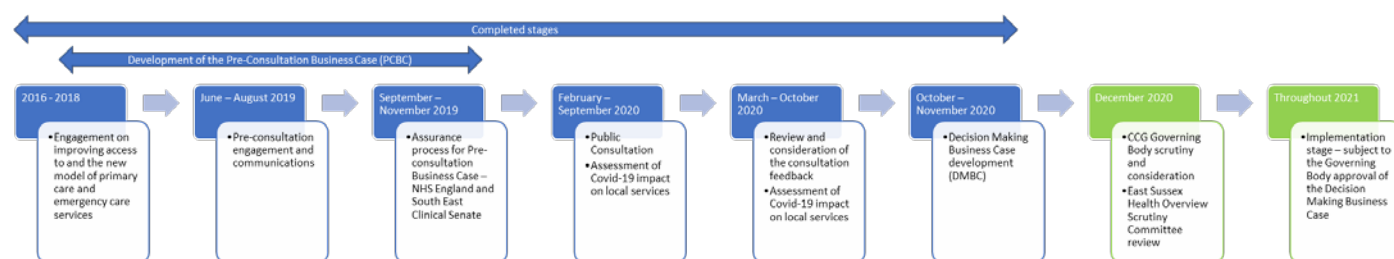 Completed stages
Development of the Pre-Consultation Business Case (PCBC)
2016 - 2018
•Engagement on
improving access
to and the new
model of primary
care and
emergency care
services
June – August 2019
•Pre-consultation
engagement and
communications
September –
November 2019
•Assurance
process for Pre-
consultation
Business Case –
NHS England and
South East
Clinical Senate
February –
September 2020
•Public
Consultation
•Assessment of
Covid-19 impact
on local services
March – October
2020
•Review and
consideration of
the consultation
feedback
•Assessment of
Covid-19 impact
on local services
October –
November 2020
•Decision Making
Business Case
development
(DMBC)
December 2020
•CCG Governing
Body scrutiny
and
consideration
•East Sussex
Health Overview
Scrutiny
Committee
review
Throughout 2021
•Implementation
stage – subject to
the Governing
Body approval of
the Decision
Making Business
Case